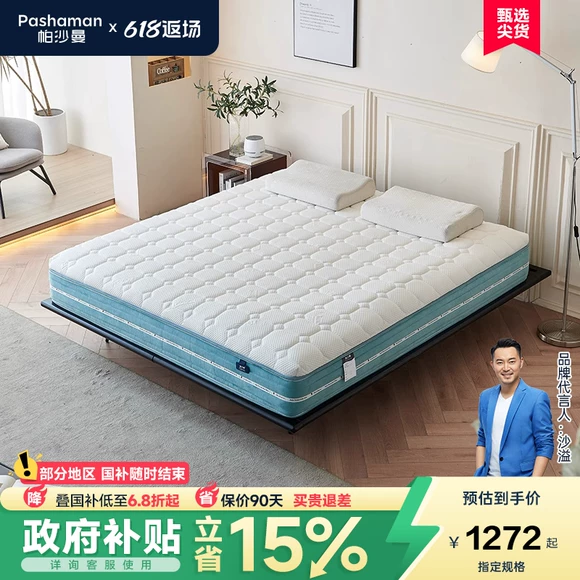 Pashaman
帕沙曼
x 618返场
甄选
尖货
品牌代言人：沙溢
部分地区 国补随时结束
降 叠国补低至6.8折起
省 保价90天 买贵退差
政府补贴
详询客服使用
立省15%
预估到手价
￥1272起
指定规格